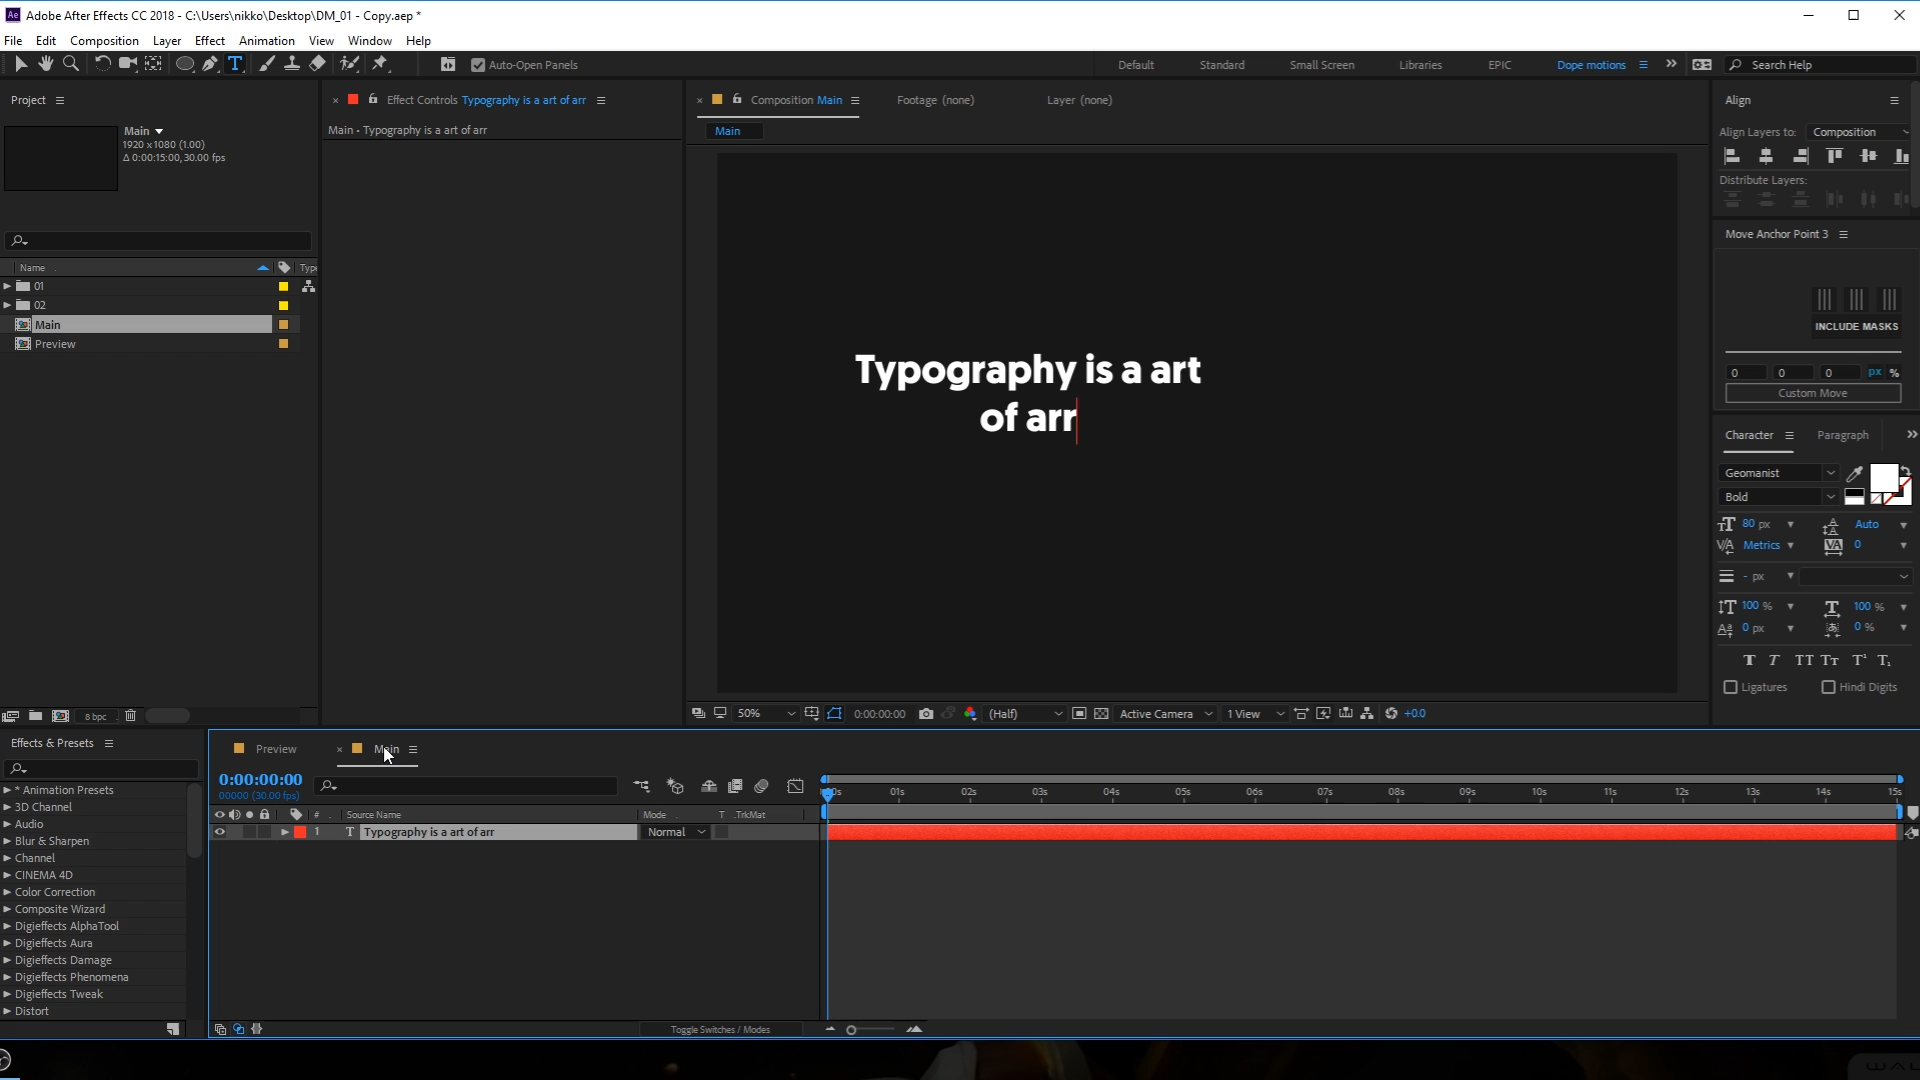 Adobe After Effects CC 2018 - C:\Users\nikko\Desktop\DM_01 - Copy.aep *
File Edit Composition Layer Effect Animation View Window Help
Auto-Open Panels
Default Standard Small Screen Libraries EPIC Dope motions Search Help
Project
Main
1920 x 1080 (1.00)
Δ 0:00:15:00, 30.00 fps
Name Type
01
02
Main
Preview
8 bpc
Effect Controls Typography is a art of arr
Main • Typography is a art of arr
Composition Main Footage (none) Layer (none)
Main
Typography is a art
of arr
50% 0:00:00:00 (Half) Active Camera 1 View +0.0
Align
Align Layers to: Composition
Distribute Layers:
Move Anchor Point 3
INCLUDE MASKS
0 0 0 px %
Custom Move
Character Paragraph
Geomanist
Bold
80 px Auto
Metrics 0
- px
100 % 100 %
0 px 0 %
Ligatures Hindi Digits
Effects & Presets
* Animation Presets
3D Channel
Audio
Blur & Sharpen
Channel
CINEMA 4D
Color Correction
Composite Wizard
Digieffects AlphaTool
Digieffects Aura
Digieffects Damage
Digieffects Phenomena
Digieffects Tweak
Distort
Preview Main
0:00:00:00
00000 (30.00 fps)
# Source Name Mode T .TrkMat
1 T Typography is a art of arr Normal
01s 02s 03s 04s 05s 06s 07s 08s 09s 10s 11s 12s 13s 14s 15s
Toggle Switches / Modes